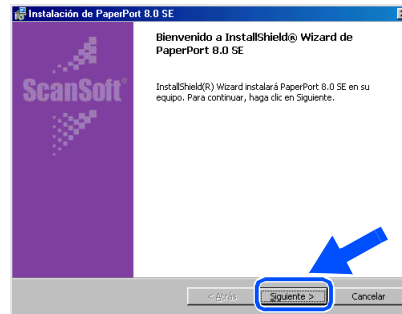 Instalación de PaperPort 8.0 SE
Bienvenido a InstallShield® Wizard de
PaperPort 8.0 SE
ScanSoft®
InstallShield(R) Wizard instalará PaperPort 8.0 SE en su
equipo. Para continuar, haga clic en Siguiente.
< Atrás
Siguiente >
Cancelar